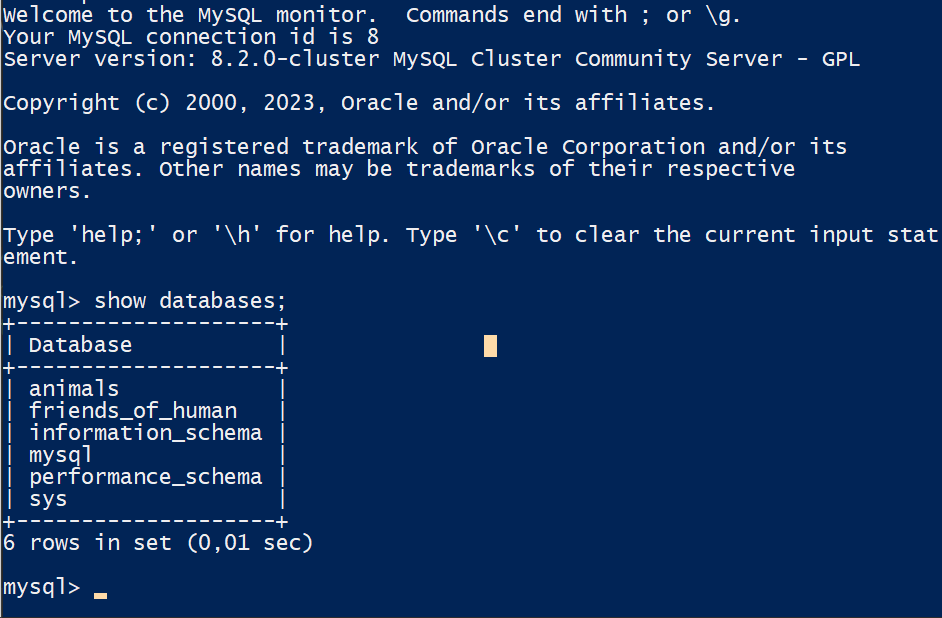 Welcome to the MySQL monitor.  Commands end with ; or \g.
Your MySQL connection id is 8
Server version: 8.2.0-cluster MySQL Cluster Community Server - GPL
Copyright (c) 2000, 2023, Oracle and/or its affiliates.
Oracle is a registered trademark of Oracle Corporation and/or its
affiliates. Other names may be trademarks of their respective
owners.
Type 'help;' or '\h' for help. Type '\c' to clear the current input stat
ement.
mysql> show databases;
+--------------------+
| Database           |
+--------------------+
| animals            |
| friends_of_human   |
| information_schema |
| mysql              |
| performance_schema |
| sys                |
+--------------------+
6 rows in set (0,01 sec)
mysql> _